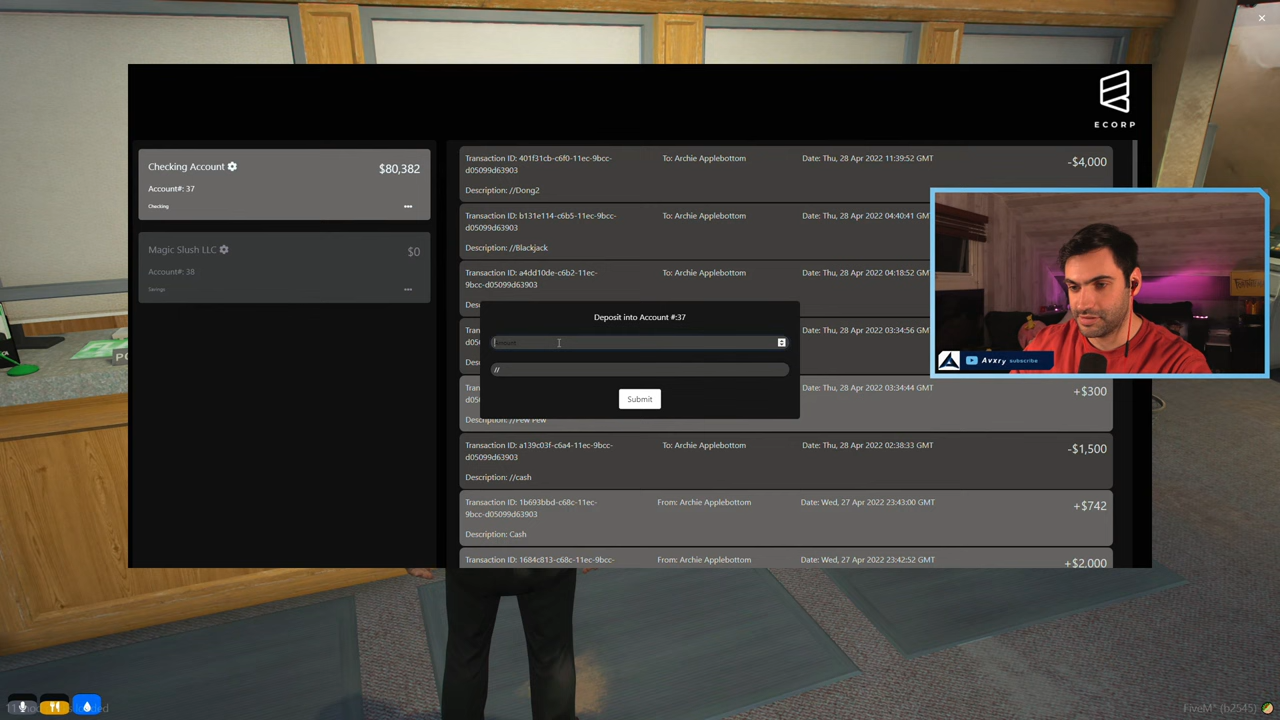 ECORP
Checking Account
$80,382
Account#: 37
Checking
Magic Slush LLC
$0
Account#: 38
Savings
Transaction ID: 401f31cb-c6f0-11ec-9bcc-
d05099d63903
To: Archie Applebottom
Date: Thu, 28 Apr 2022 11:39:52 GMT
-$4,000
Description: //Dong2
Transaction ID: b131e114-c6b5-11ec-
9bcc-d05099d63903
To: Archie Applebottom
Date: Thu, 28 Apr 2022 04:40:41 GMT
Description: //Blackjack
Transaction ID: a4dd10de-c6b2-11ec-
9bcc-d05099d63903
To: Archie Applebottom
Date: Thu, 28 Apr 2022 04:18:52 GMT
Date: Thu, 28 Apr 2022 03:34:56 GMT
Date: Thu, 28 Apr 2022 03:34:44 GMT
+$300
Description: //Pew Pew
Deposit into Account #:37
Amount
//
Submit
Transaction ID: a139c03f-c6a4-11ec-9bcc-
d05099d63903
To: Archie Applebottom
Date: Thu, 28 Apr 2022 02:38:33 GMT
-$1,500
Description: //cash
Transaction ID: 1b693bbd-c68c-11ec-
9bcc-d05099d63903
From: Archie Applebottom
Date: Wed, 27 Apr 2022 23:43:00 GMT
+$742
Description: Cash
Transaction ID: 1684c813-c68c-11ec-9bcc-
From: Archie Applebottom
Date: Wed, 27 Apr 2022 23:42:52 GMT
+$2,000
Avxry subscribe
FiveM* (b2545)